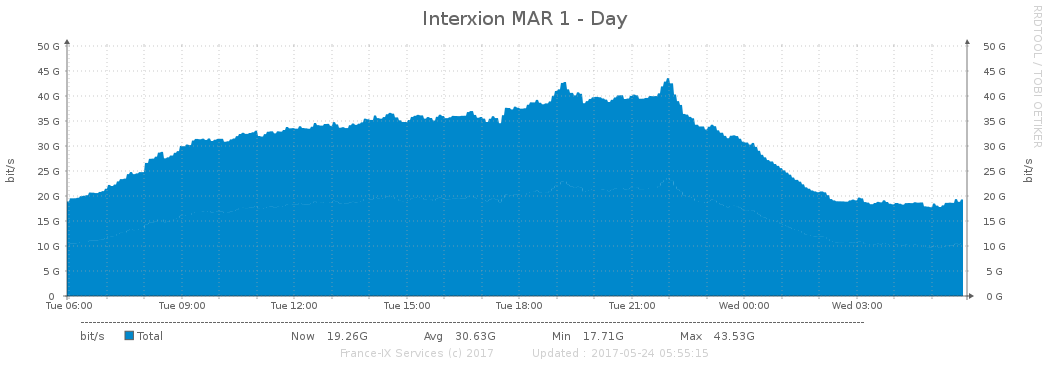 Interxion MAR 1 - Day
RRDTOOL / TOBI OETIKER
bit/s
50 G 50 G
45 G 45 G
40 G 40 G
35 G 35 G
30 G 30 G
25 G 25 G
20 G 20 G
15 G 15 G
10 G 10 G
5 G 5 G
0 0 G
bit/s
Tue 06:00 Tue 09:00 Tue 12:00 Tue 15:00 Tue 18:00 Tue 21:00 Wed 00:00 Wed 03:00
bit/s Total Now 19.26G Avg 30.63G Min 17.71G Max 43.53G
France-IX Services (c) 2017 Updated : 2017-05-24 05:55:15